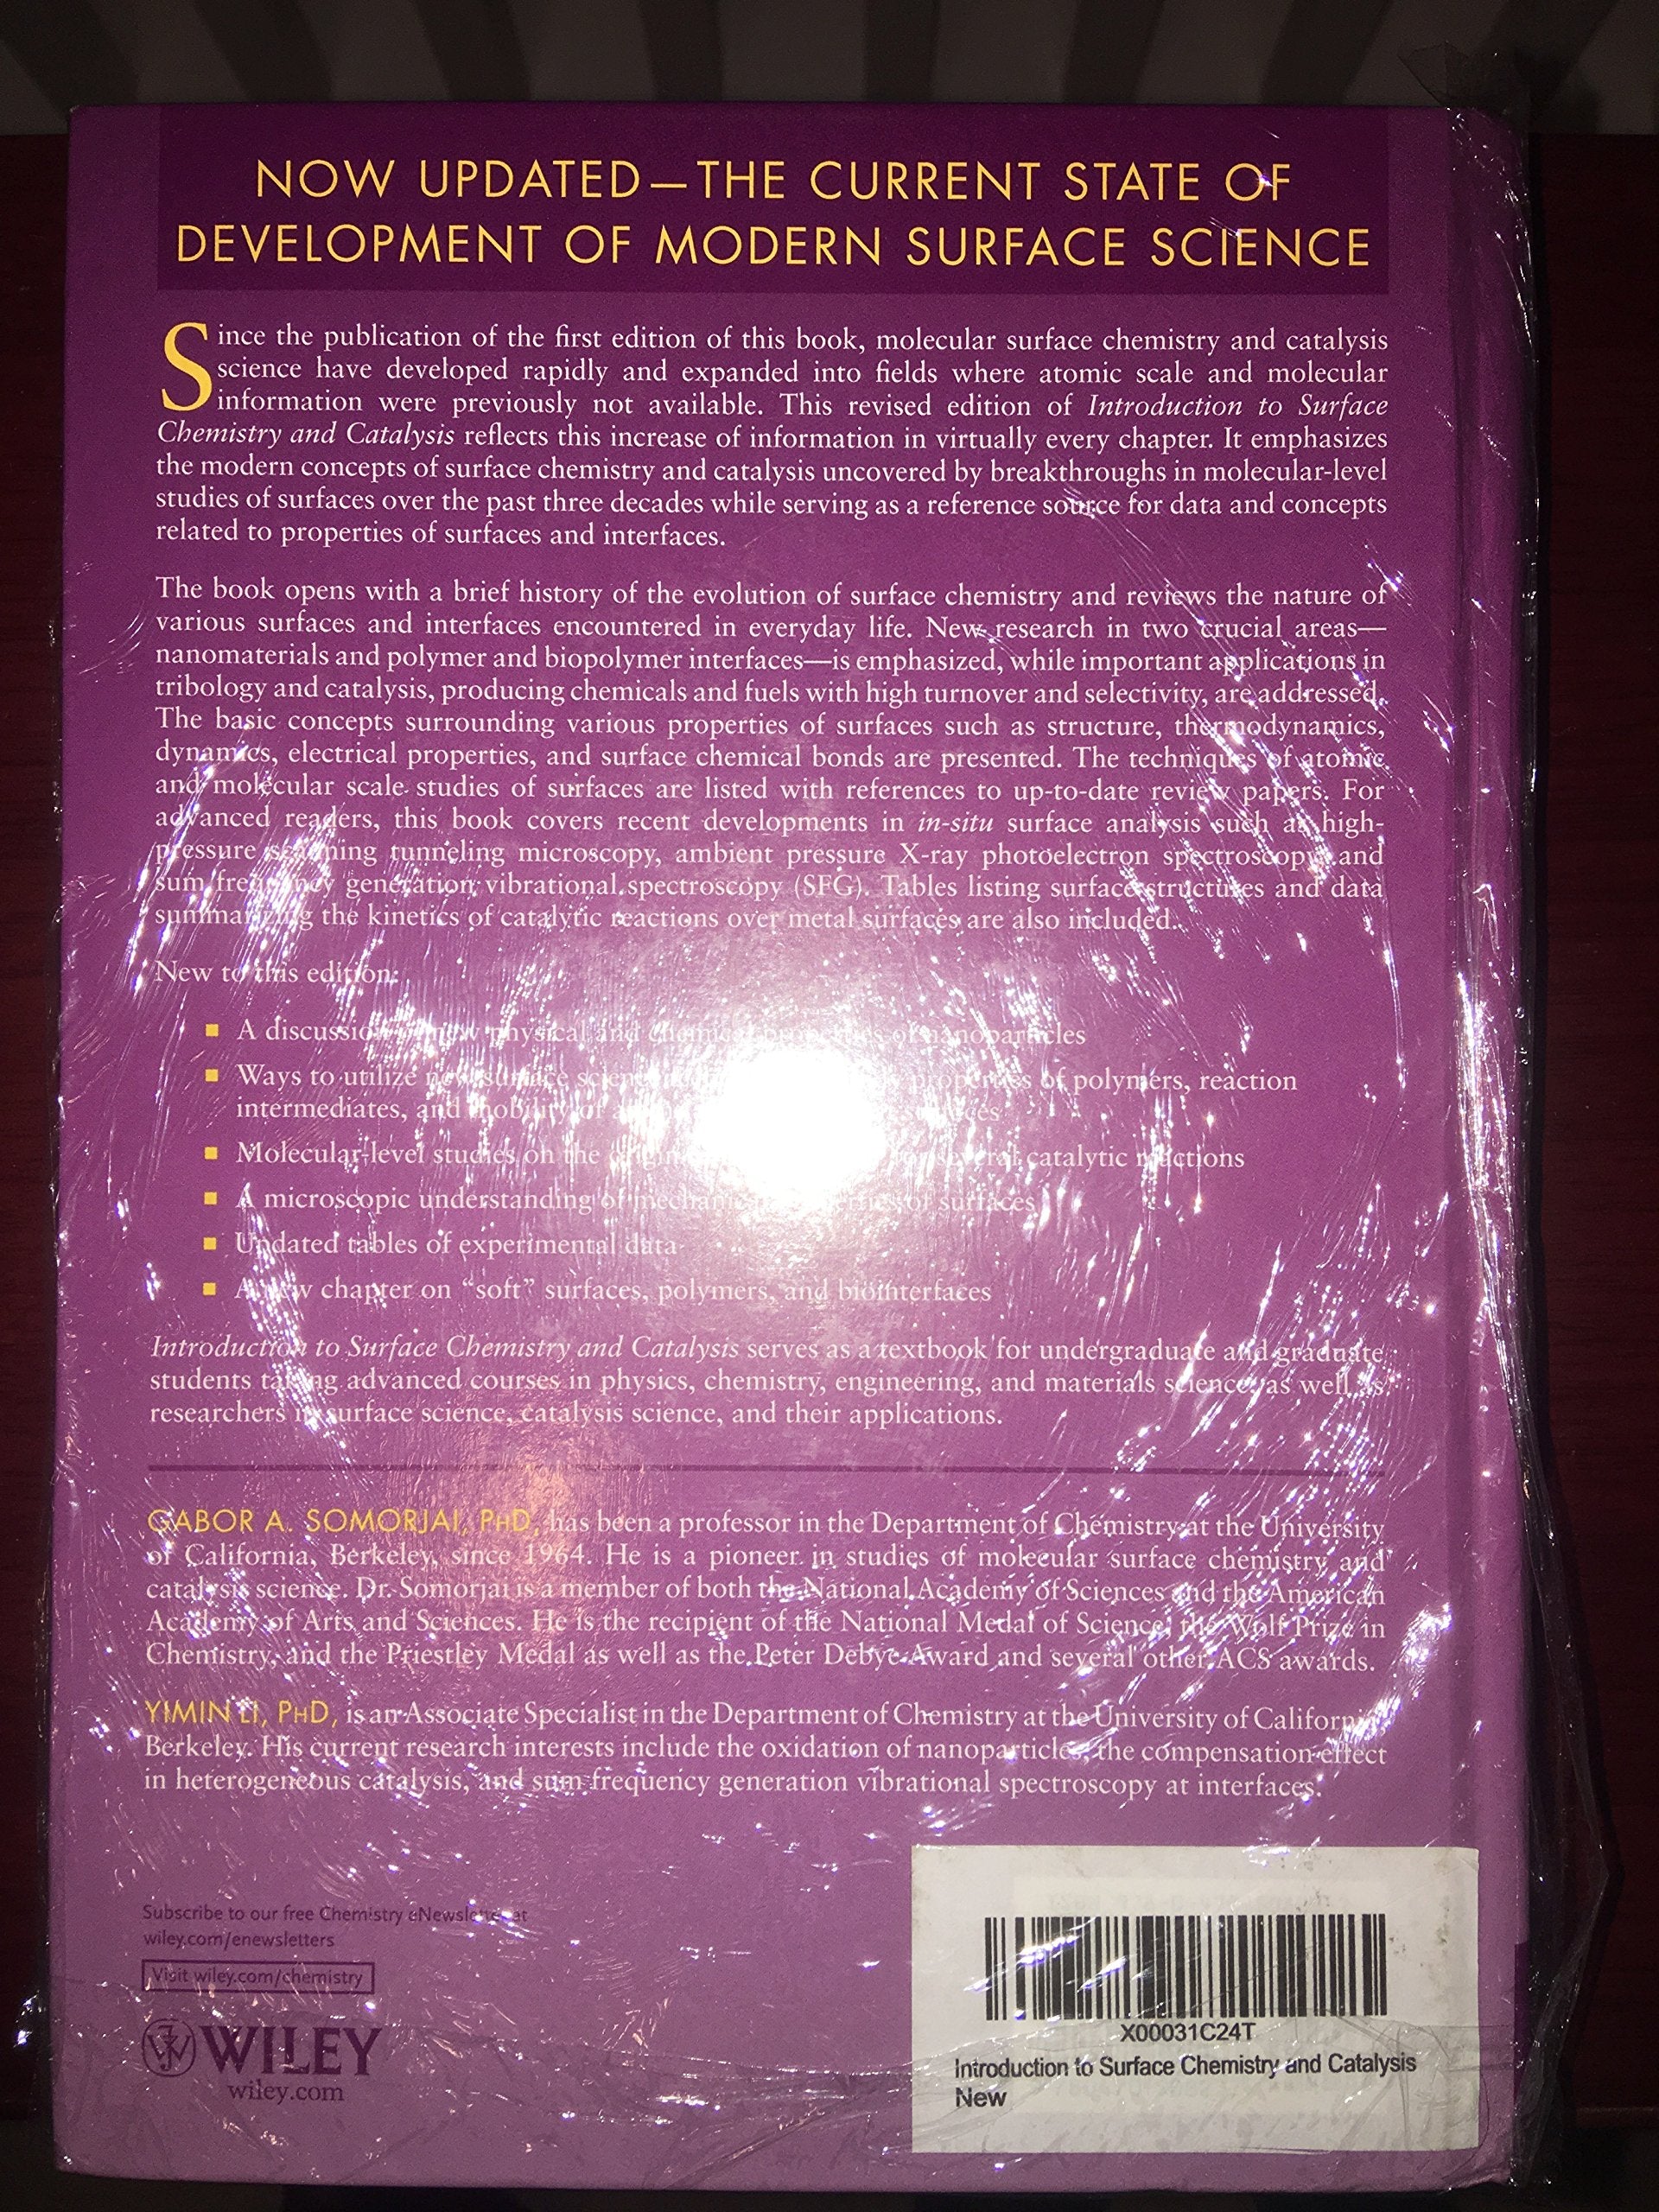 NOW UPDATED—THE CURRENT STATE OF
DEVELOPMENT OF MODERN SURFACE SCIENCE
Since the publication of the first edition of this book, molecular surface chemistry and catalysis
science have developed rapidly and expanded into fields where atomic scale and molecular
information were previously not available. This revised edition of Introduction to Surface
Chemistry and Catalysis reflects this increase of information in virtually every chapter. It emphasizes
the modern concepts of surface chemistry and catalysis uncovered by breakthroughs in molecular-level
studies of surfaces over the past three decades while serving as a reference source for data and concepts
related to properties of surfaces and interfaces.
The book opens with a brief history of the evolution of surface chemistry and reviews the nature of
various surfaces and interfaces encountered in everyday life. New research in two crucial areas—
nanomaterials and polymer and biopolymer interfaces—is emphasized, while important applications in
tribology and catalysis, producing chemicals and fuels with high turnover and selectivity, are addressed.
The basic concepts surrounding various properties of surfaces such as structure, thermodynamics,
dynamics, electrical properties, and surface chemical bonds are presented. The techniques of atomic
and molecular scale studies of surfaces are listed with references to up-to-date review papers. For
advanced readers, this book covers recent developments in in-situ surface analysis such as high-
pressure scanning tunneling microscopy, ambient pressure X-ray photoelectron spectroscopy, and
sum frequency generation vibrational spectroscopy (SFG). Tables listing surface structures and data
summarizing the kinetics of catalytic reactions over metal surfaces are also included.
New to this edition:
A discussion of new physical and chemical properties of nanoparticles
Ways to utilize new surface science properties of polymers, reaction
intermediates, and mobility of
Molecular-level studies on the several catalytic reactions
A microscopic understanding of mechanical properties of surfaces
Updated tables of experimental data
A new chapter on “soft” surfaces, polymers, and biointerfaces
Introduction to Surface Chemistry and Catalysis serves as a textbook for undergraduate and graduate
students taking advanced courses in physics, chemistry, engineering, and materials science, as well as
researchers in surface science, catalysis science, and their applications.
GABOR A. SOMORJAI, PHD, has been a professor in the Department of Chemistry at the University
of California, Berkeley, since 1964. He is a pioneer in studies of molecular surface chemistry and
catalysis science. Dr. Somorjai is a member of both the National Academy of Sciences and the American
Academy of Arts and Sciences. He is the recipient of the National Medal of Science, the Wolf Prize in
Chemistry, and the Priestley Medal as well as the Peter Debye Award and several other ACS awards.
YIMIN LI, PHD, is an Associate Specialist in the Department of Chemistry at the University of California,
Berkeley. His current research interests include the oxidation of nanoparticles, the compensation effect
in heterogeneous catalysis, and sum frequency generation vibrational spectroscopy at interfaces.
Subscribe to our free Chemistry eNewsletter at
wiley.com/enewsletters
Visit wiley.com/chemistry
WILEY
wiley.com
X00031C24T
Introduction to Surface Chemistry and Catalysis
New